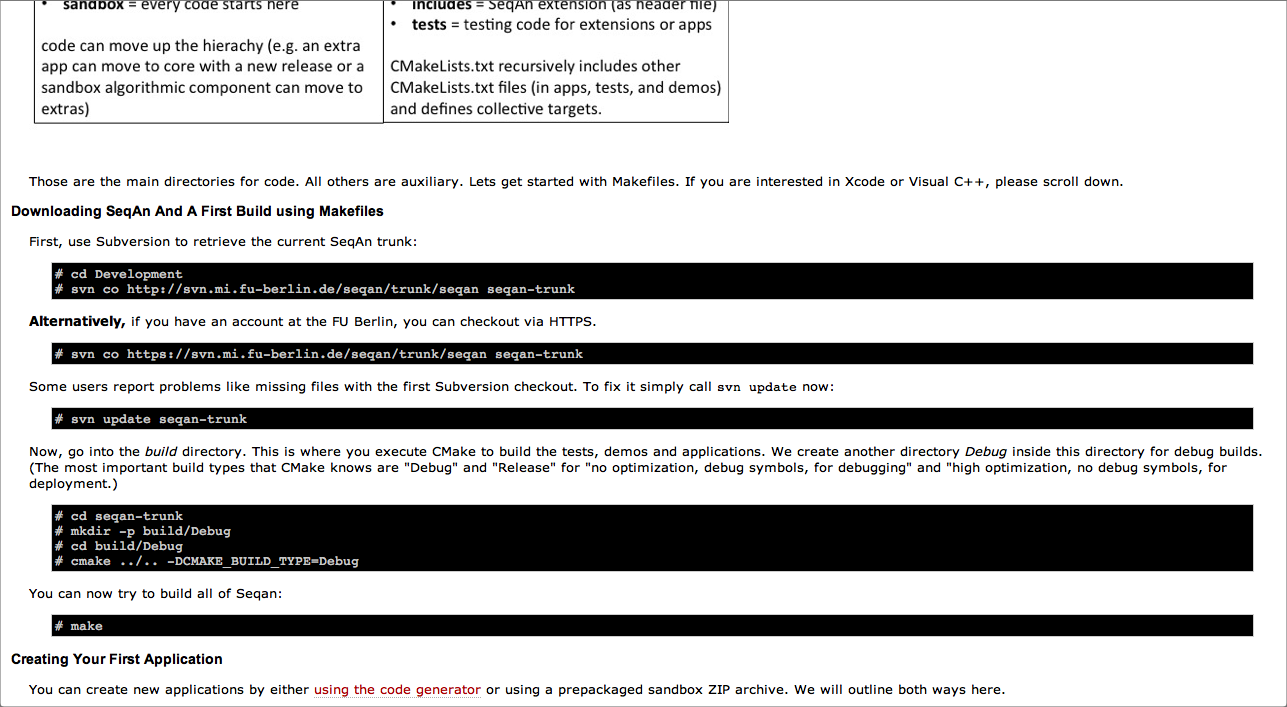 • sandbox = every code starts here
code can move up the hierachy (e.g. an extra
app can move to core with a new release or a
sandbox algorithmic component can move to
extras)
• includes = SeqAn extension (as header file)
• tests = testing code for extensions or apps
CMakeLists.txt recursively includes other
CMakeLists.txt files (in apps, tests, and demos)
and defines collective targets.
Those are the main directories for code. All others are auxiliary. Lets get started with Makefiles. If you are interested in Xcode or Visual C++, please scroll down.
Downloading SeqAn And A First Build using Makefiles
First, use Subversion to retrieve the current SeqAn trunk:
# cd Development
# svn co http://svn.mi.fu-berlin.de/seqan/trunk/seqan seqan-trunk
Alternatively, if you have an account at the FU Berlin, you can checkout via HTTPS.
# svn co https://svn.mi.fu-berlin.de/seqan/trunk/seqan seqan-trunk
Some users report problems like missing files with the first Subversion checkout. To fix it simply call svn update now:
# svn update seqan-trunk
Now, go into the build directory. This is where you execute CMake to build the tests, demos and applications. We create another directory Debug inside this directory for debug builds.
(The most important build types that CMake knows are "Debug" and "Release" for "no optimization, debug symbols, for debugging" and "high optimization, no debug symbols, for
deployment.)
# cd seqan-trunk
# mkdir -p build/Debug
# cd build/Debug
# cmake ../.. -DCMAKE_BUILD_TYPE=Debug
You can now try to build all of Seqan:
# make
Creating Your First Application
You can create new applications by either using the code generator or using a prepackaged sandbox ZIP archive. We will outline both ways here.